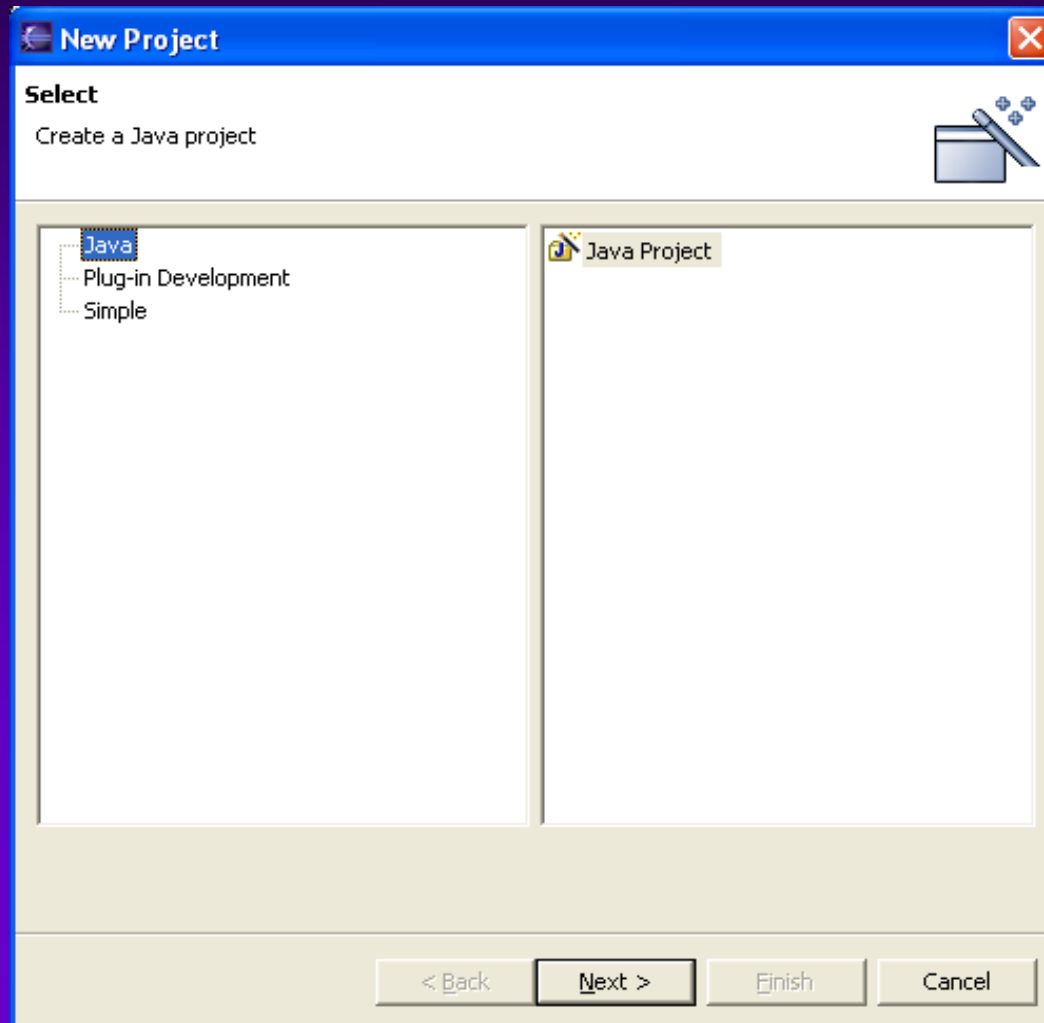 New Project
Select
Create a Java project
Java
Plug-in Development
Simple
Java Project
< Back
Next >
Finish
Cancel